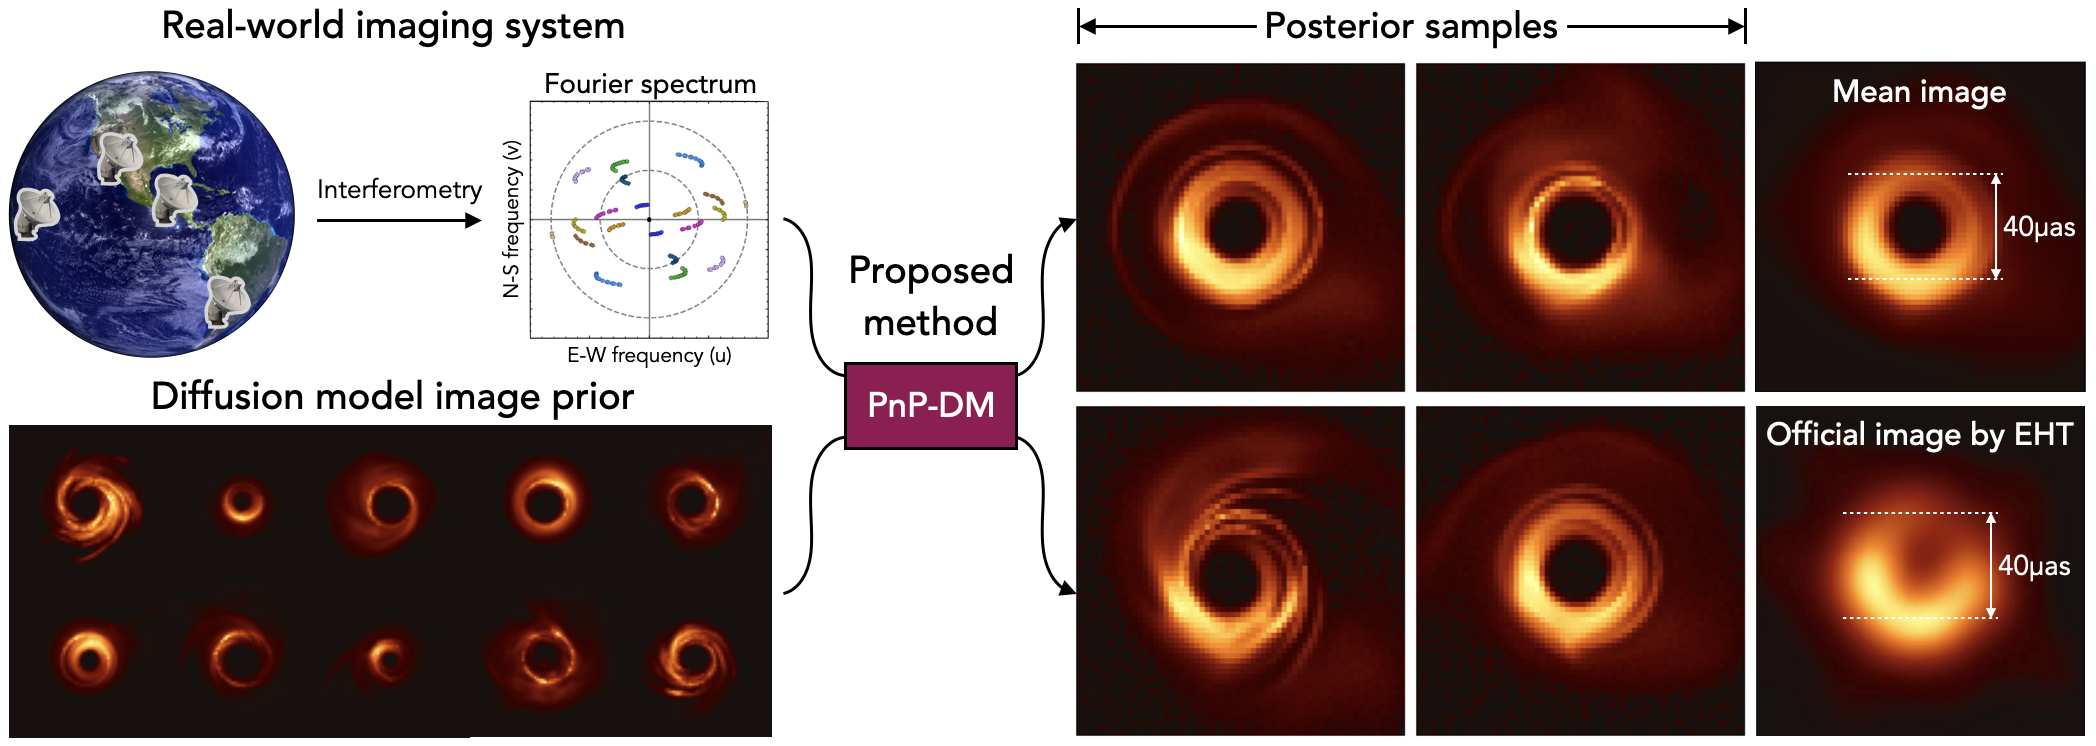 Real-world imaging system
Interferometry
Fourier spectrum
N-S frequency (v)
E-W frequency (u)
Diffusion model image prior
Proposed
method
PnP-DM
Posterior samples
Mean image
40µas
Official image by EHT
40µas